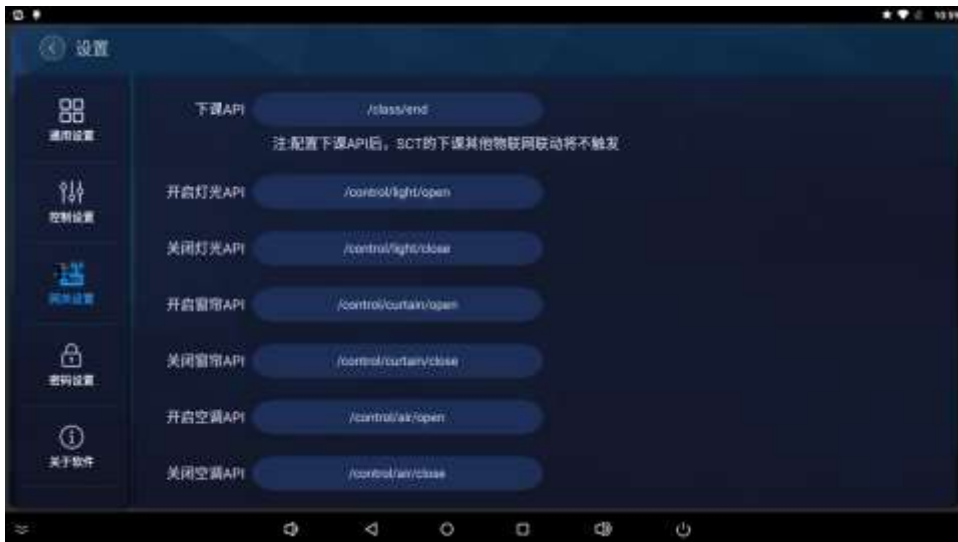 设置
通用设置
控制设置
网关设置
密码设置
关于软件
下课API
/class/end
注:配置下课API后，SCT的下课其他物联网联动将不触发
开启灯光API
/control/light/open
关闭灯光API
/control/light/close
开启窗帘API
/control/curtain/open
关闭窗帘API
/control/curtain/close
开启空调API
/control/air/open
关闭空调API
/control/air/close